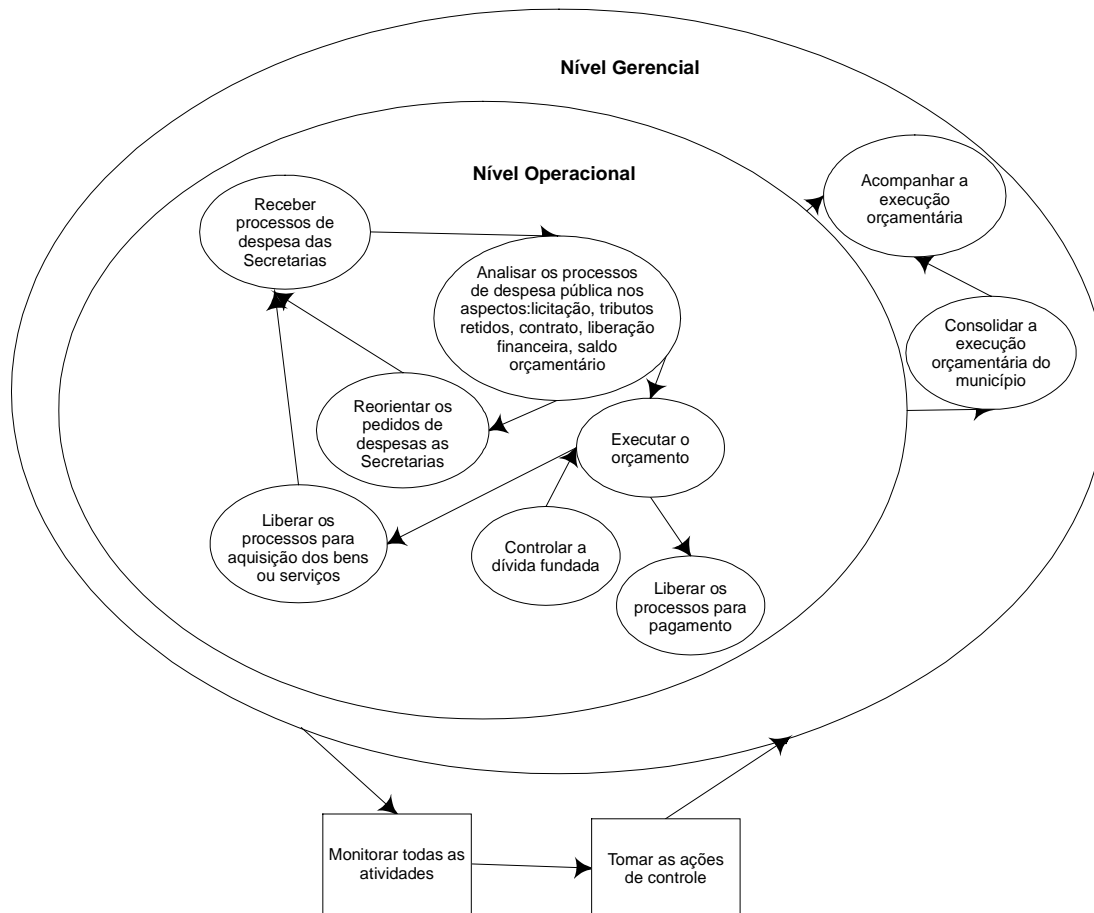 Nível Gerencial
Nível Operacional
Receber
processos de
despesa das
Secretarias
Analisar os processos
de despesa pública nos
aspectos:licitação, tributos
retidos, contrato, liberação
financeira, saldo
orçamentário
Acompanhar a
execução
orçamentária
Consolidar a
execução
orçamentária do
município
Reorientar os
pedidos de
despesas as
Secretarias
Executar o
orçamento
Liberar os
processos para
aquisição dos bens
ou serviços
Controlar a
dívida fundada
Liberar os
processos para
pagamento
Monitorar todas as
atividades
Tomar as ações
de controle